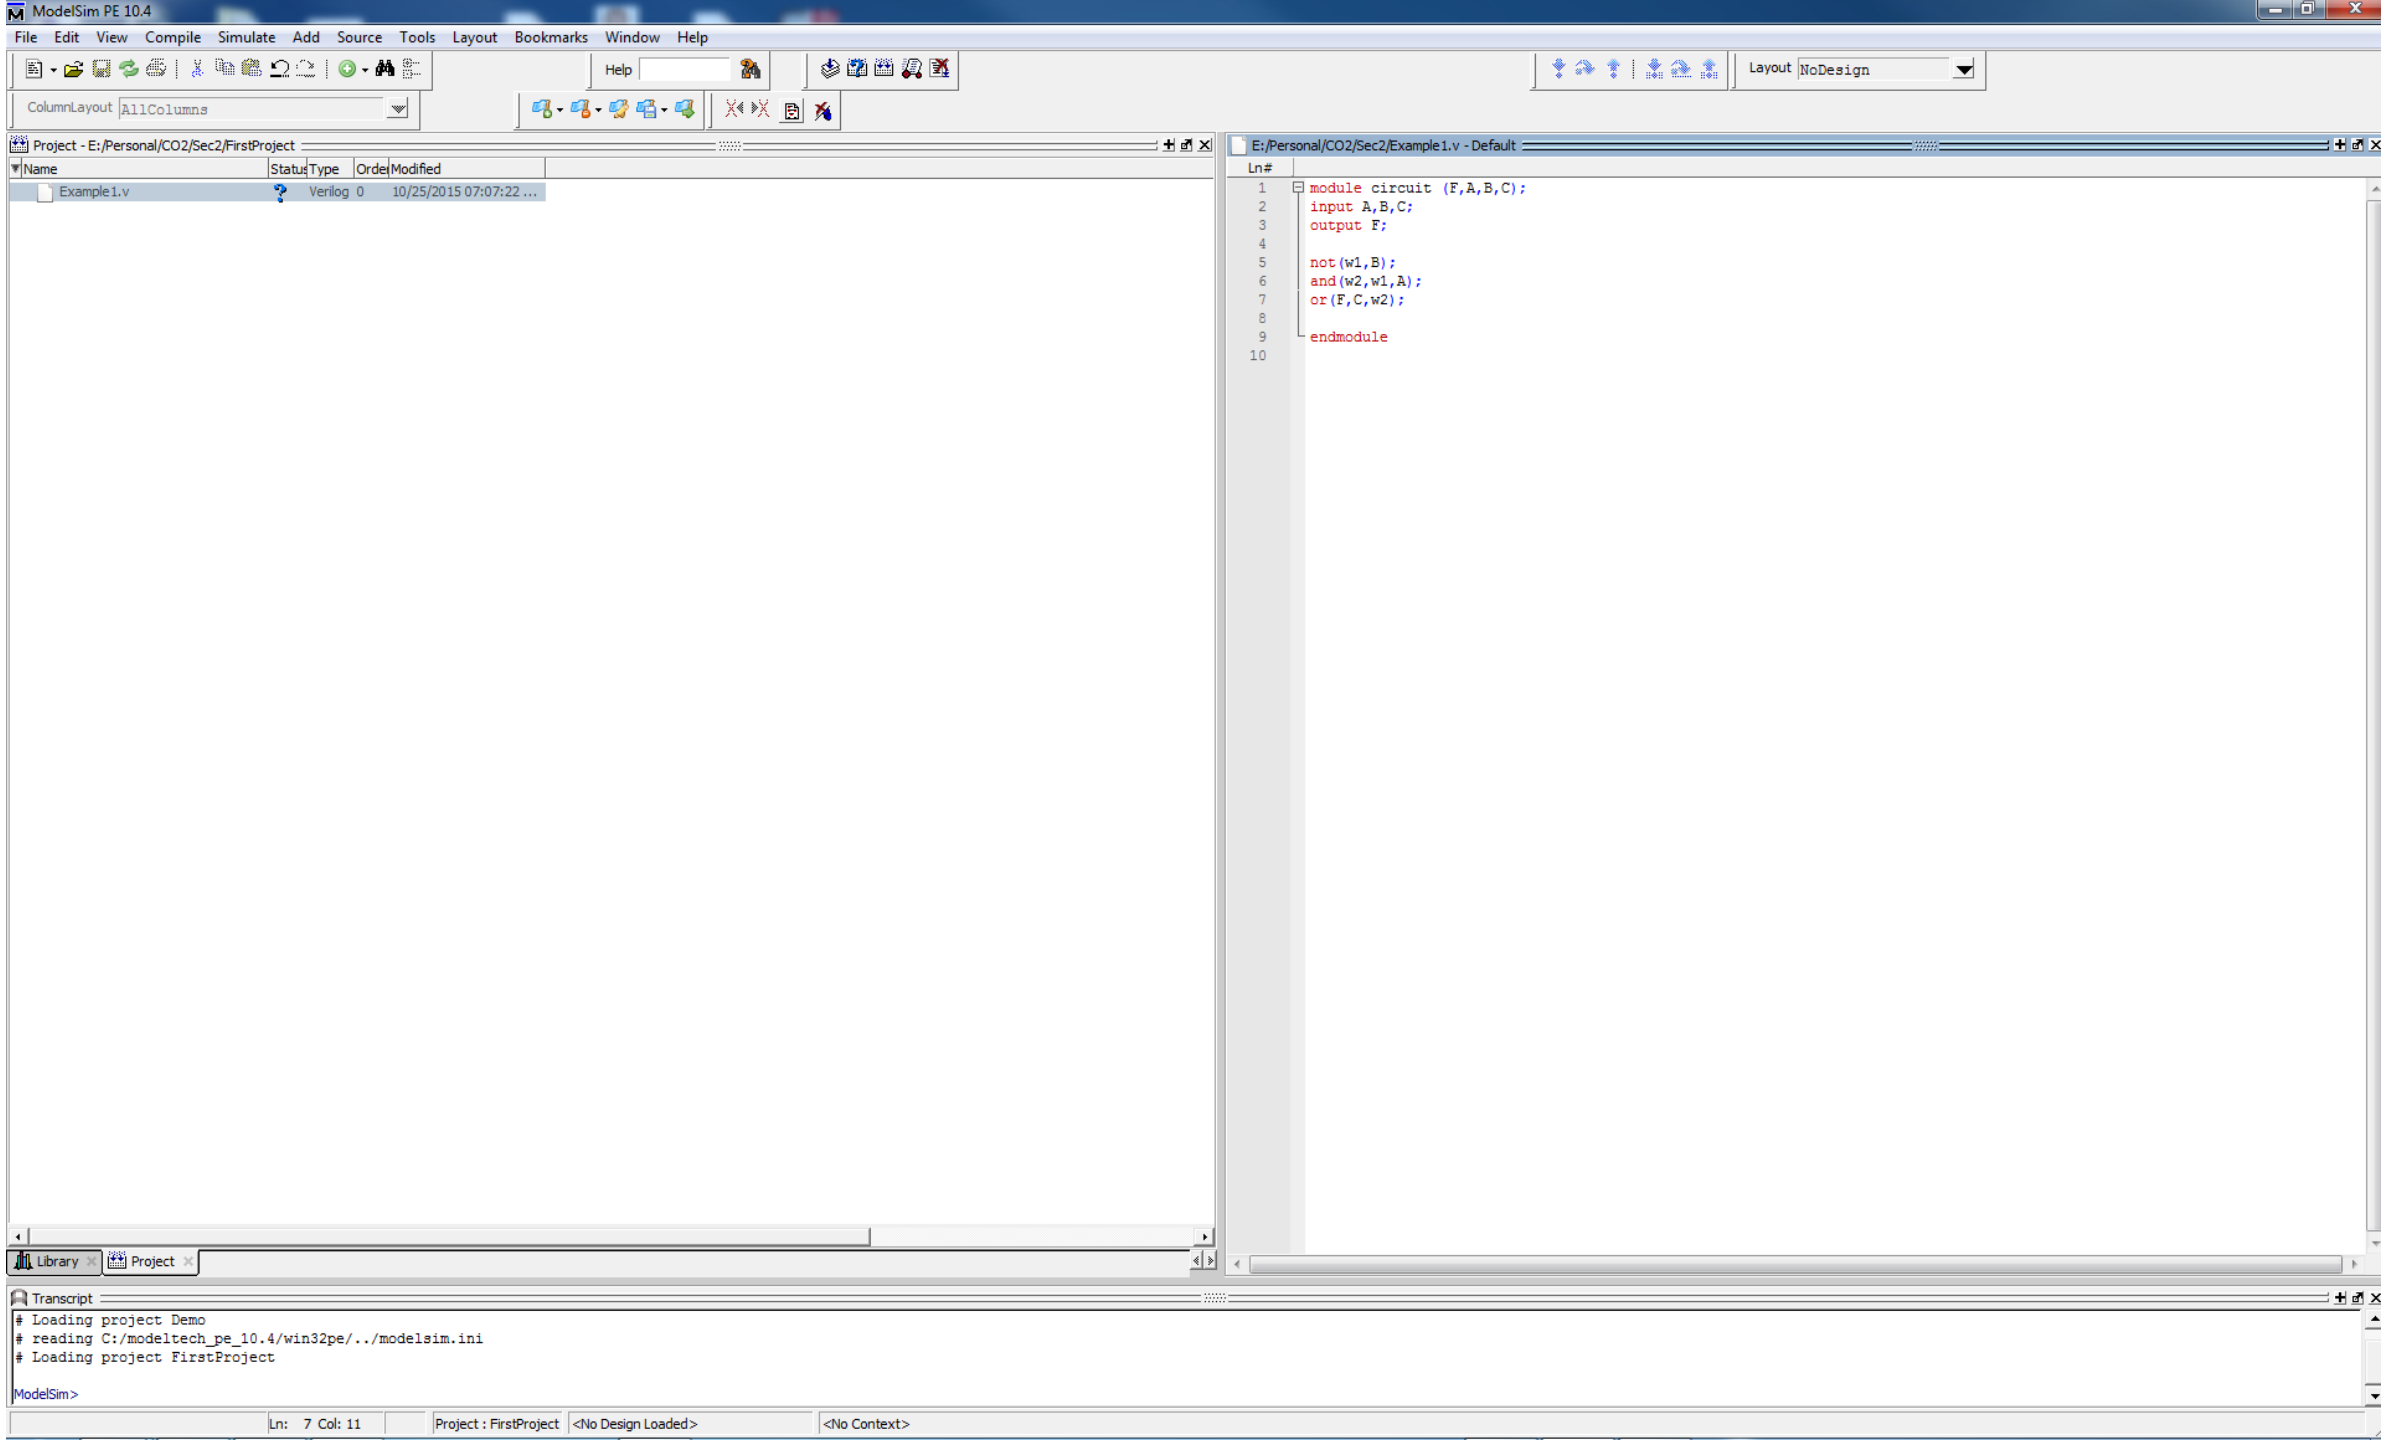 ModelSim PE 10.4
File Edit View Compile Simulate Add Source Tools Layout Bookmarks Window Help
Help
Layout NoDesign
ColumnLayout AllColumns
Project - E:/Personal/CO2/Sec2/FirstProject
Name Status Type Order Modified
Example1.v Verilog 0 10/25/2015 07:07:22 ...
Library Project
E:/Personal/CO2/Sec2/Example1.v - Default
Ln#
1 module circuit (F,A,B,C);
2 input A,B,C;
3 output F;
4
5 not(w1,B);
6 and(w2,w1,A);
7 or(F,C,w2);
8
9 endmodule
10
Transcript
# Loading project Demo
# reading C:/modeltech_pe_10.4/win32pe/../modelsim.ini
# Loading project FirstProject
ModelSim>
Ln: 7 Col: 11 Project : FirstProject <No Design Loaded> <No Context>